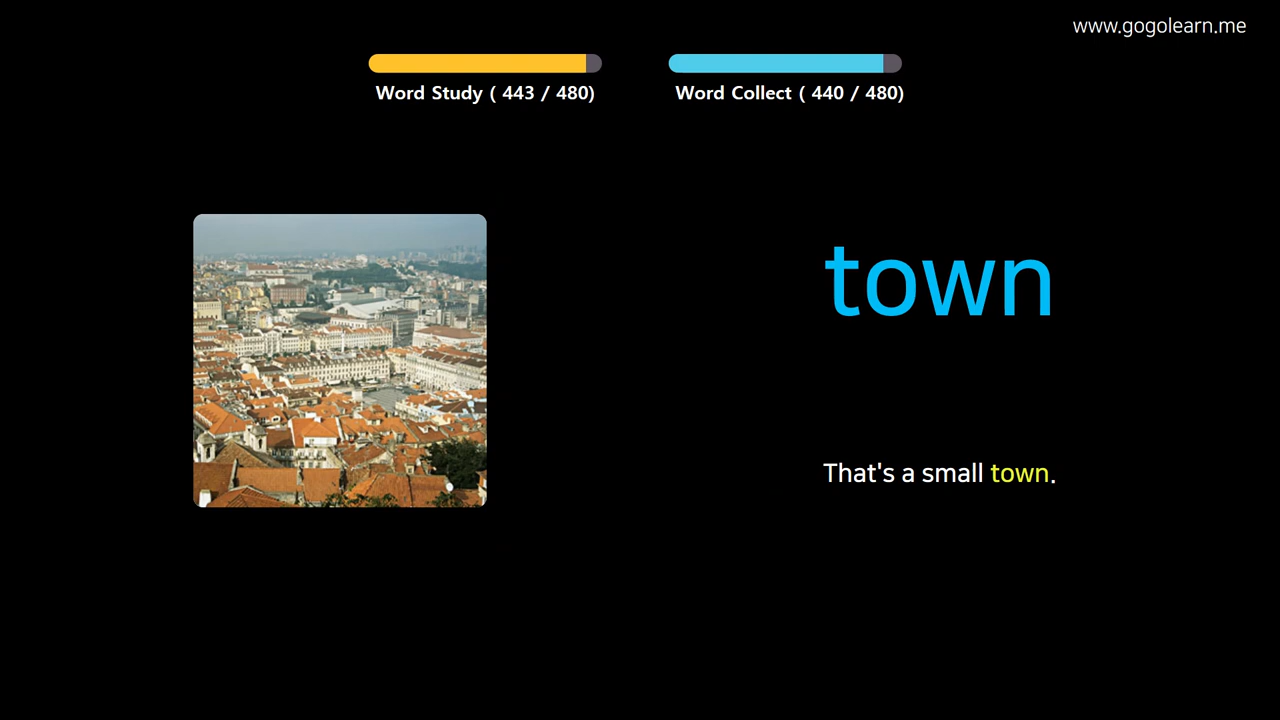 www.gogolearn.me
Word Study ( 443 / 480)
Word Collect ( 440 / 480)
town
That's a small town.